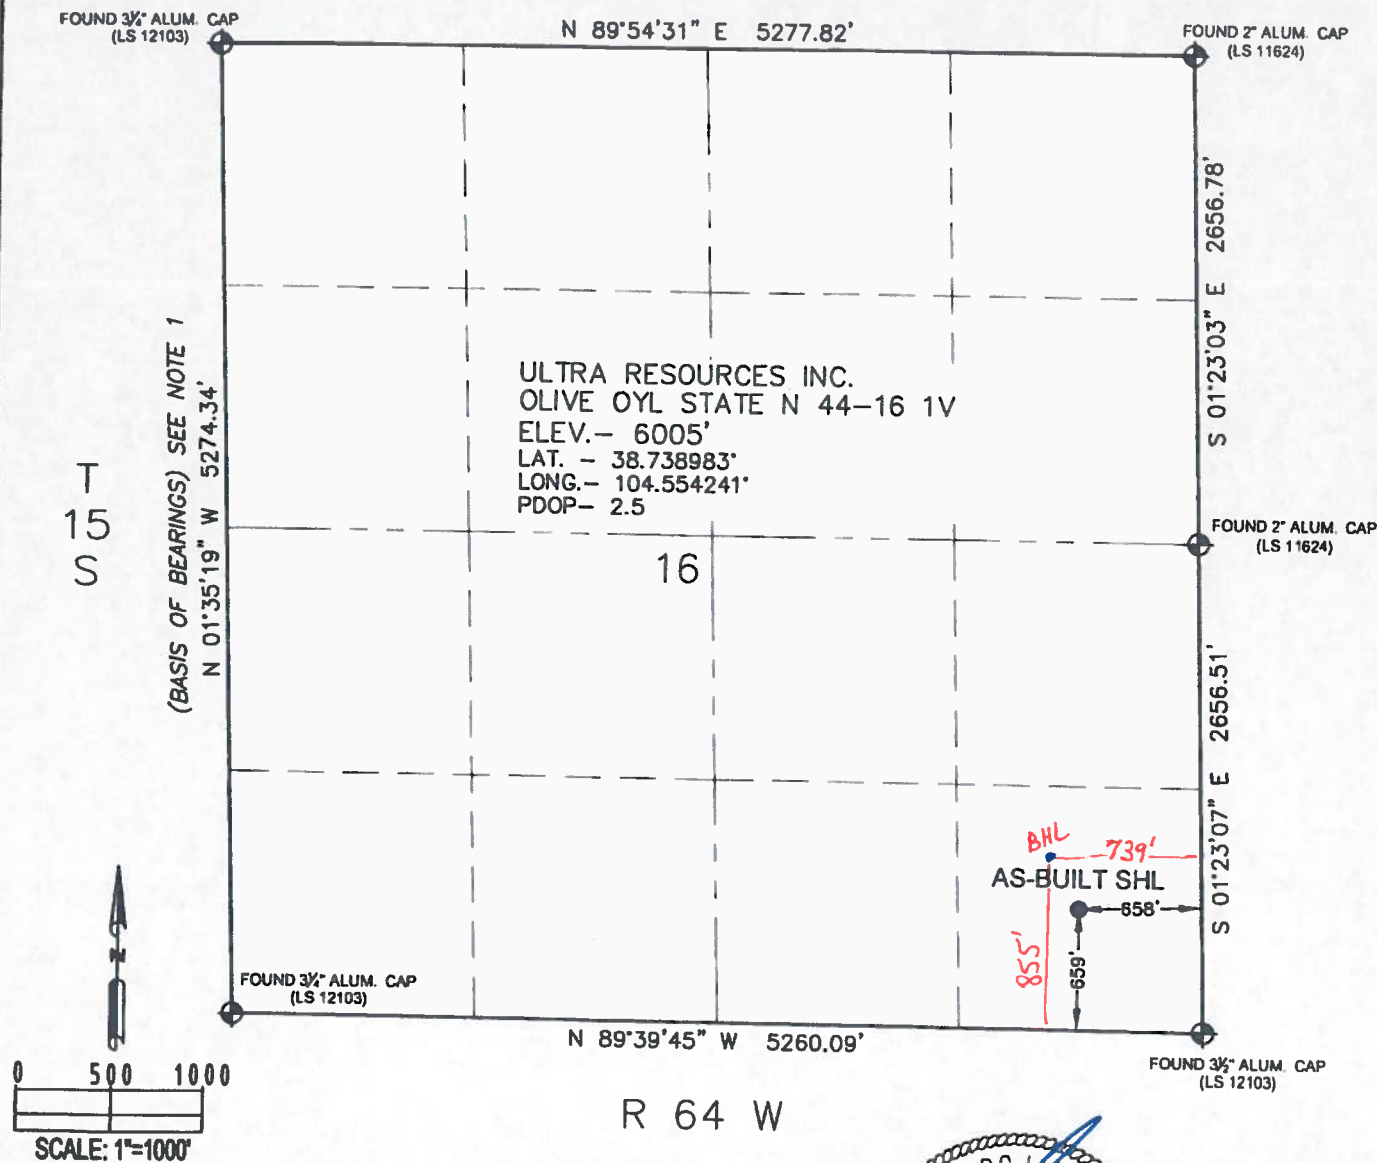 FOUND 3¼" ALUM. CAP
(LS 12103)
N 89°54'31" E 5277.82'
FOUND 2" ALUM. CAP
(LS 11624)
S 01°23'03" E 2656.78'
(BASIS OF BEARINGS) SEE NOTE 1
N 01°35'19" W 5274.34'
ULTRA RESOURCES INC.
OLIVE OYL STATE N 44-16 1V
ELEV.- 6005'
LAT. - 38.738983°
LONG.- 104.554241°
PDOP- 2.5
T
15
S
16
FOUND 2" ALUM. CAP
(LS 11624)
S 01°23'07" E 2656.51'
BHL
739'
AS-BUILT SHL
658'
855'
659'
N
FOUND 3¼" ALUM. CAP
(LS 12103)
N 89°39'45" W 5260.09'
FOUND 3½" ALUM. CAP
(LS 12103)
0 500 1000
SCALE: 1"=1000'
R 64 W